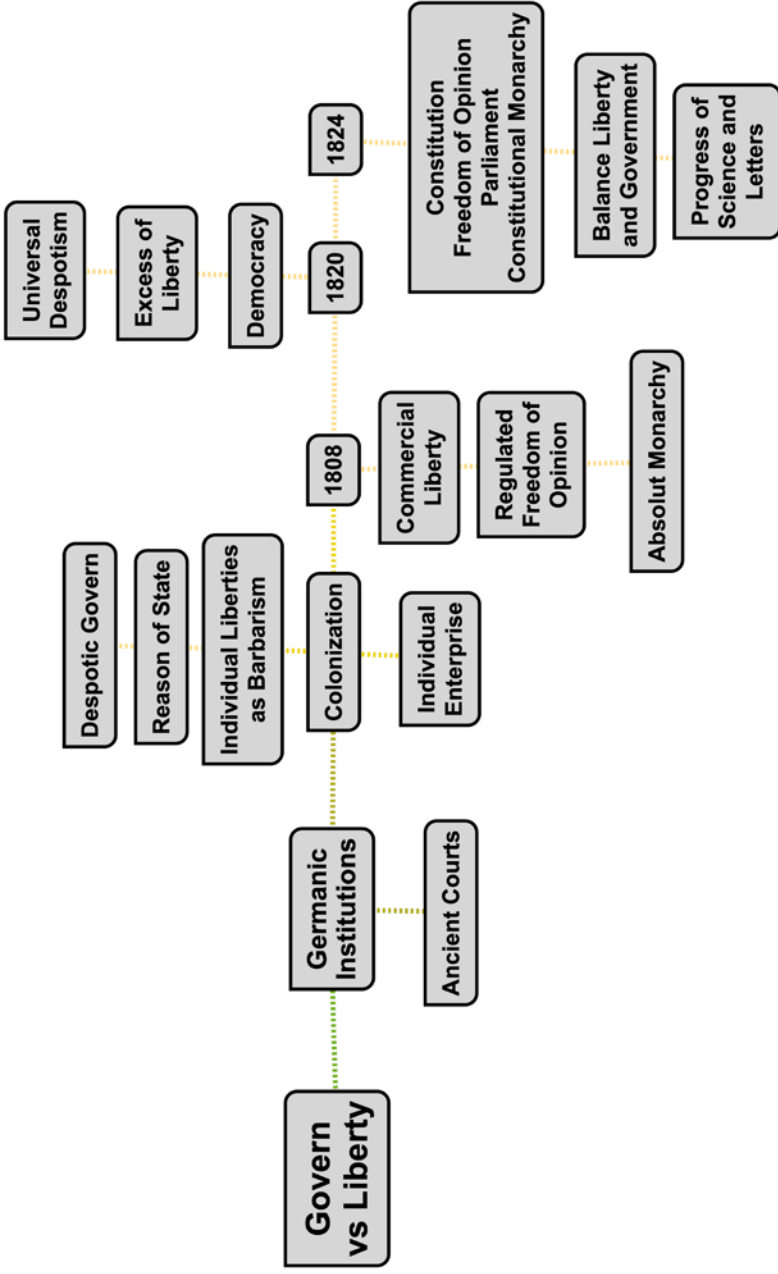 Govern
vs Liberty
Germanic
Institutions
Ancient Courts
Despotic Govern
Reason of State
Individual Liberties
as Barbarism
Colonization
Individual
Enterprise
1808
Commercial
Liberty
Regulated
Freedom of
Opinion
Absolut Monarchy
Universal
Despotism
Excess of
Liberty
Democracy
1820
1824
Constitution
Freedom of Opinion
Parliament
Constitutional Monarchy
Balance Liberty
and Government
Progress of
Science and
Letters